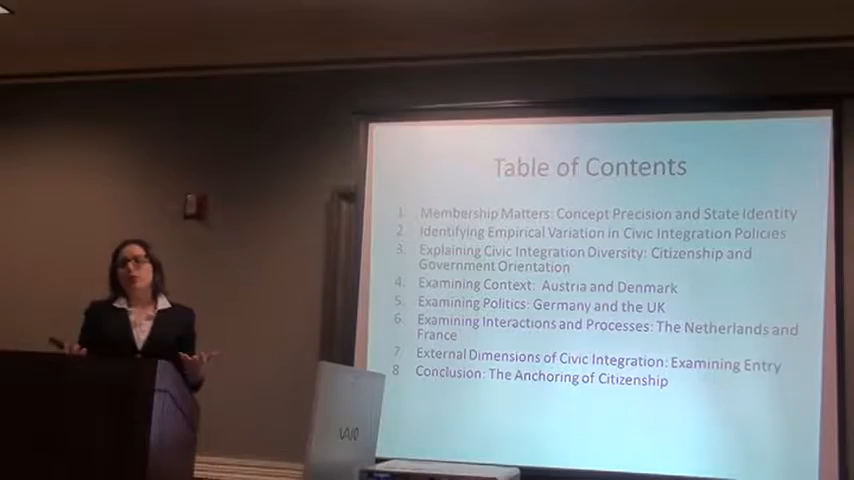 Table of Contents
1. Membership Matters: Concept Precision and State Identity
2. Identifying Empirical Variation in Civic Integration Policies
3. Explaining Civic Integration Diversity: Citizenship and
Government Orientation
4. Examining Context: Austria and Denmark
5. Examining Politics: Germany and the UK
6. Examining Interactions and Processes: The Netherlands and
France
7. External Dimensions of Civic Integration: Examining Entry
8 Conclusion: The Anchoring of Citizenship
VAIO